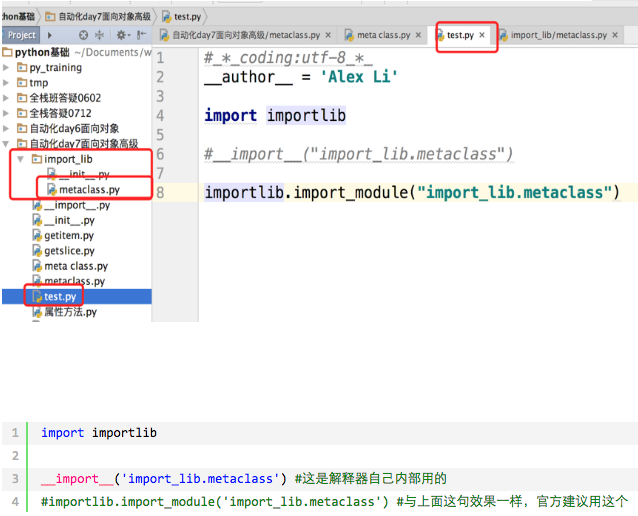 python基础 自动化day7面向对象高级 test.py
Project
自动化day7面向对象高级/metaclass.py meta class.py test.py import_lib/metaclass.py
python基础 ~/Documents/w
py_training
tmp
全栈班答疑0602
全栈答疑0712
自动化day6面向对象
自动化day7面向对象高级
import_lib
__init__.py
metaclass.py
__import__.py
__init__.py
getitem.py
getslice.py
meta class.py
metaclass.py
test.py
属性方法.py
1 #_*_coding:utf-8_*_
2 __author__ = 'Alex Li'
3
4 import importlib
5
6 #__import__("import_lib.metaclass")
7
8 importlib.import_module("import_lib.metaclass")
1 import importlib
2
3 __import__('import_lib.metaclass') #这是解释器自己内部用的
4 #importlib.import_module('import_lib.metaclass') #与上面这句效果一样，官方建议用这个